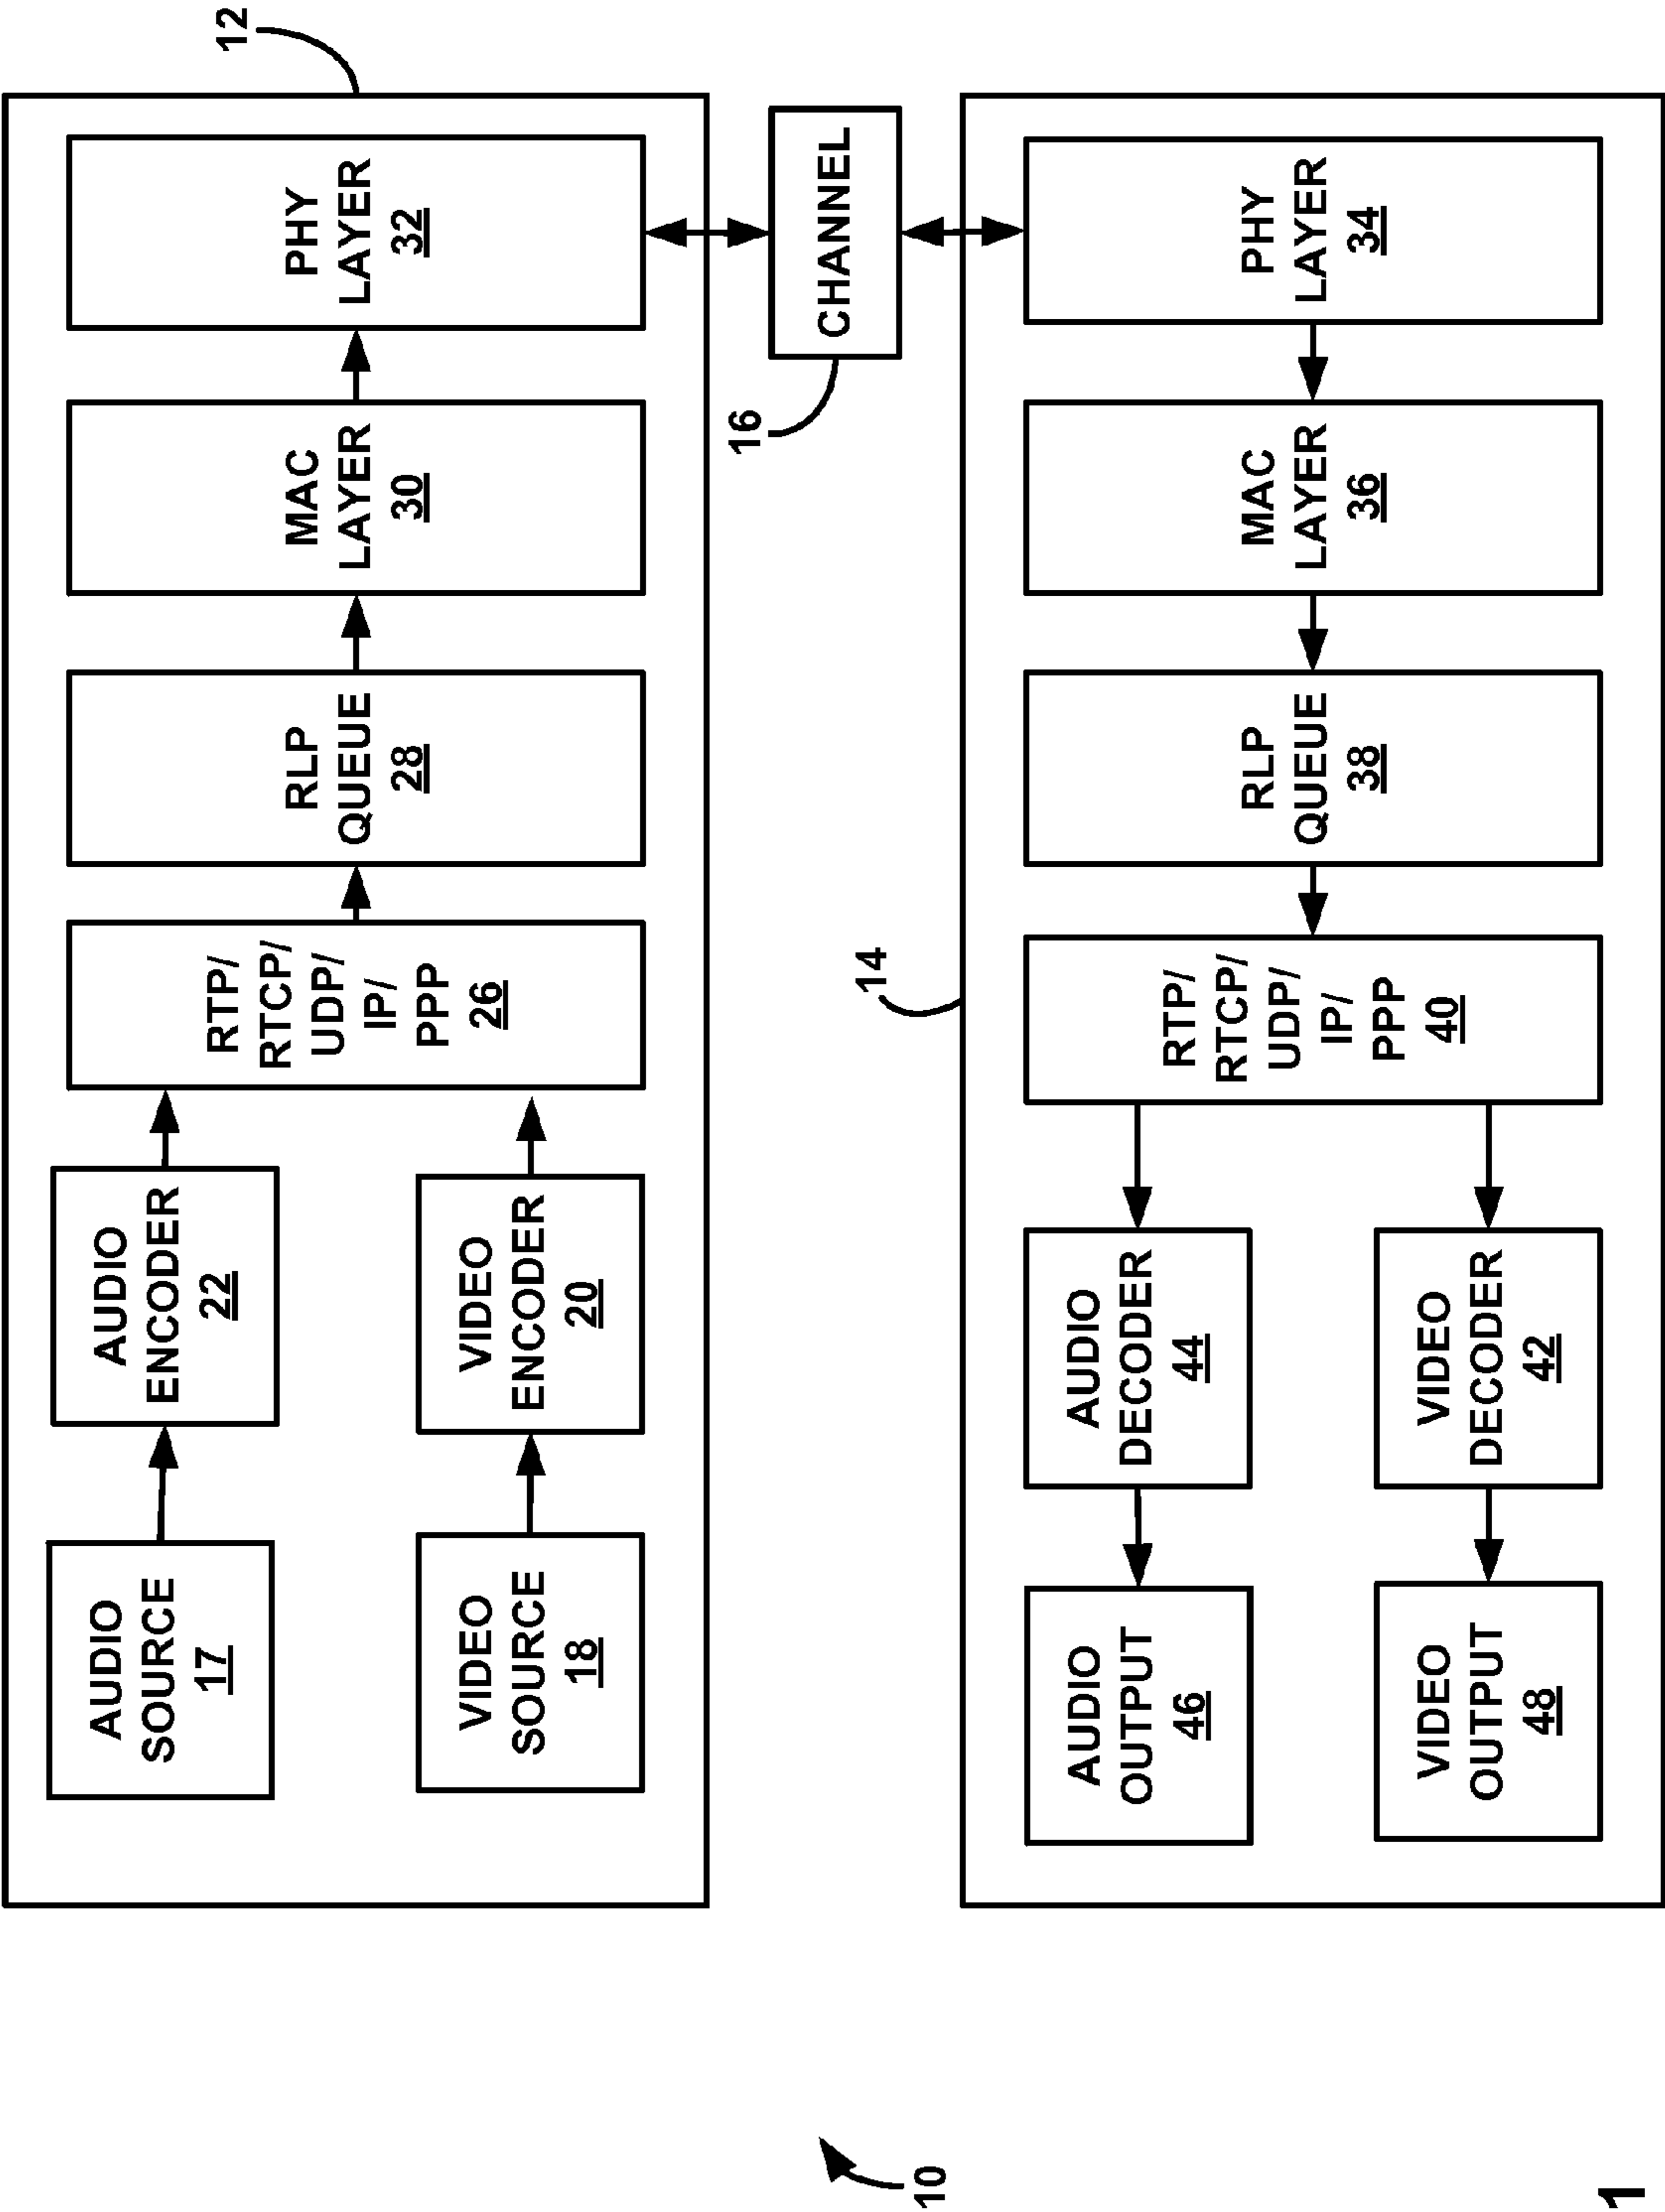 12
AUDIO
SOURCE
17
AUDIO
ENCODER
22
VIDEO
SOURCE
18
VIDEO
ENCODER
20
RTP/
RTCP/
UDP/
IP/
PPP
26
RLP
QUEUE
28
MAC
LAYER
30
PHY
LAYER
32
16
CHANNEL
14
AUDIO
OUTPUT
46
AUDIO
DECODER
44
VIDEO
OUTPUT
48
VIDEO
DECODER
42
RTP/
RTCP/
UDP/
IP/
PPP
40
RLP
QUEUE
38
MAC
LAYER
36
PHY
LAYER
34
10
1